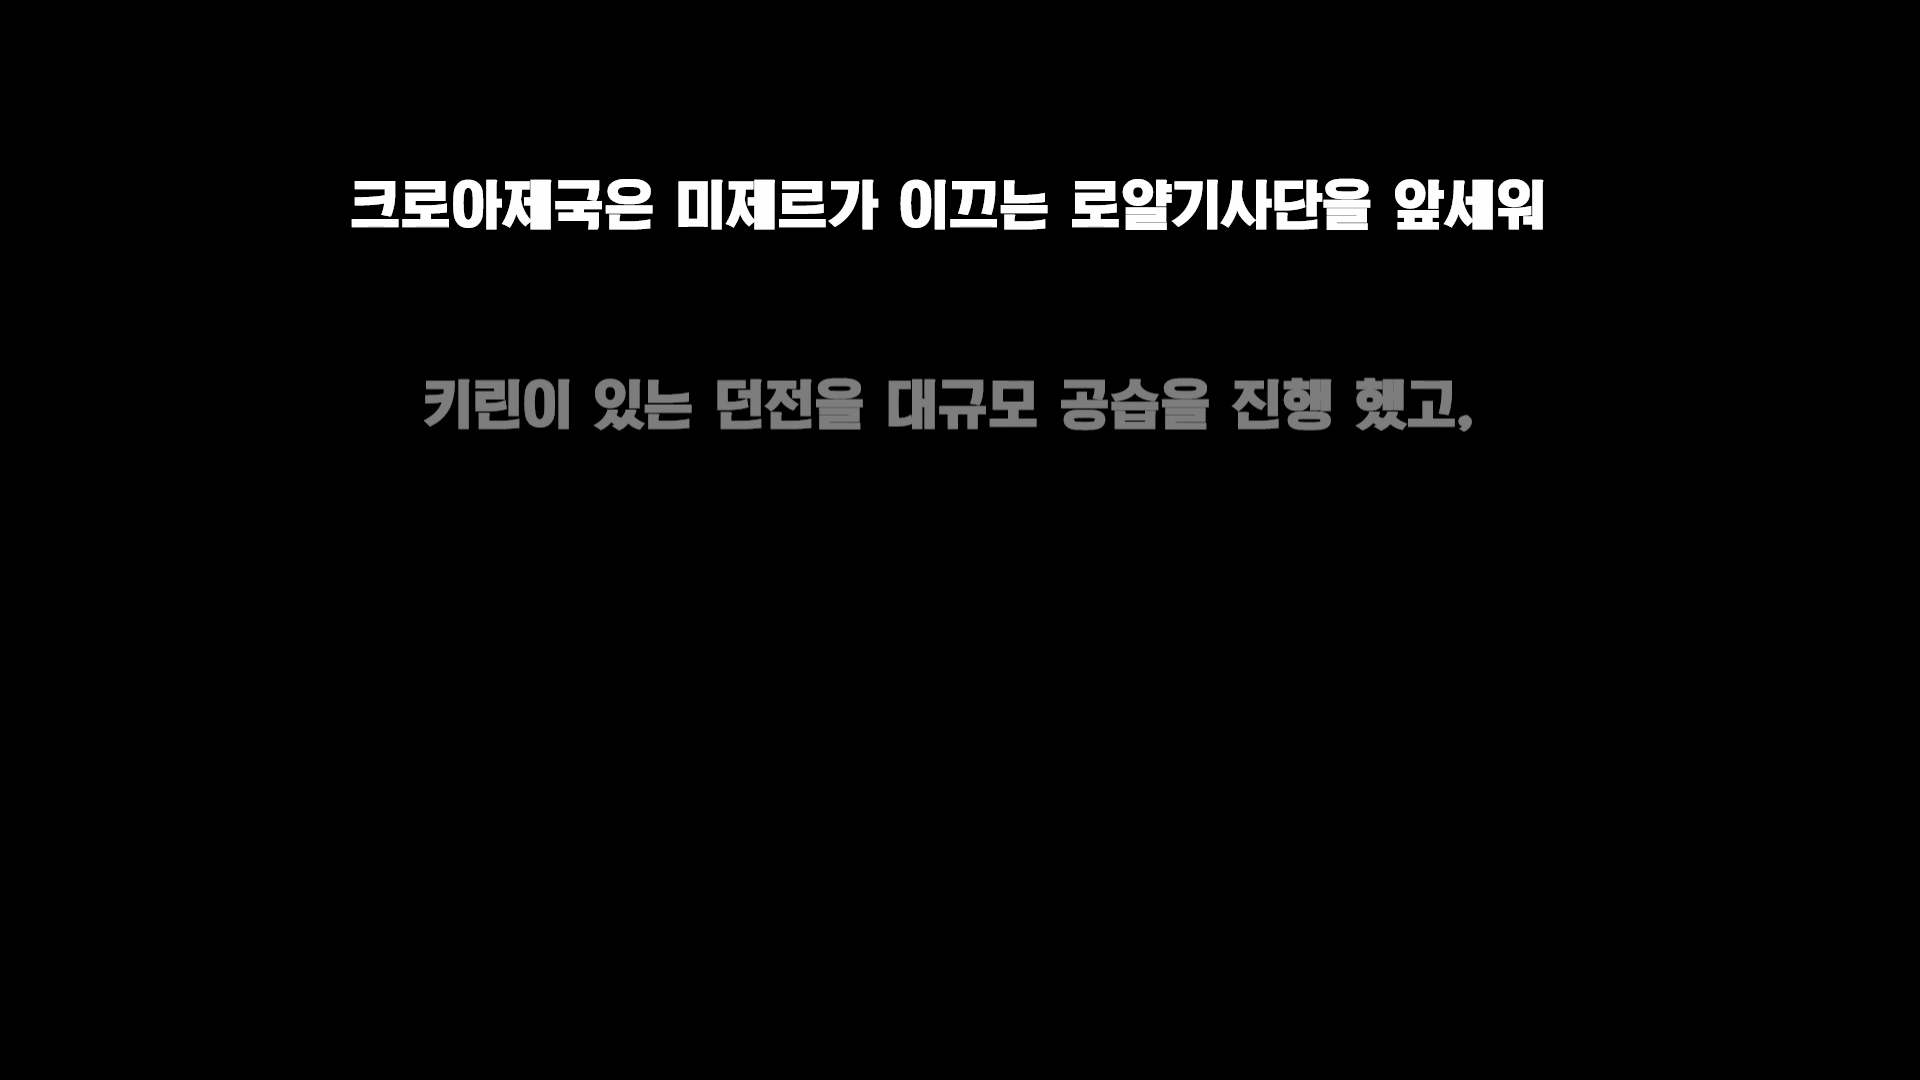 크로아제국은 미제르가 이끄는 로얄기사단을 앞세워
키린이 있는 던전을 대규모 공습을 진행 했고,